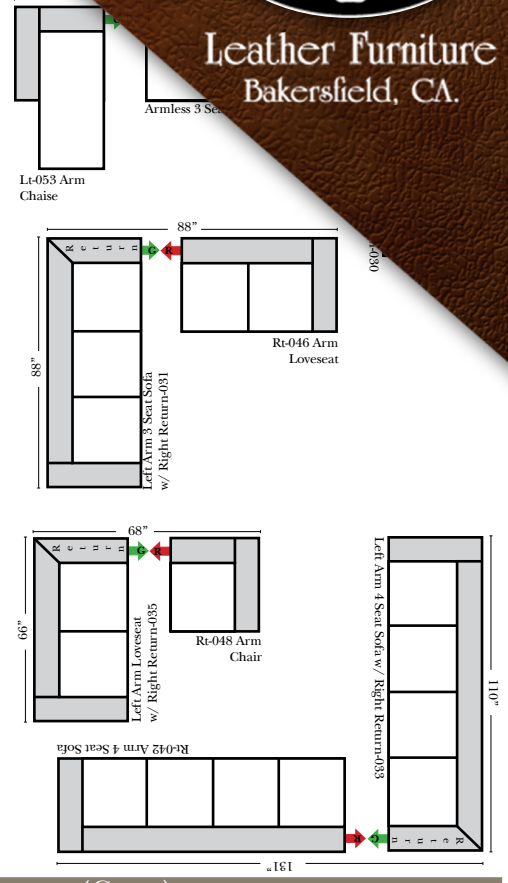 Leather Furniture
Bakersfield, CA.
Armless 3
Lt-053 Arm
Chaise
88"
Return
G R
88"
Rt-046 Arm
Loveseat
Left Arm 3 Seat Sofa
w/ Right Return-031
68"
Return
G R
66"
Rt-048 Arm
Chair
Left Arm Loveseat
w/ Right Return-035
Left Arm 4 Seat Sofa w/ Right Return-033
110"
Rt-042 Arm 4 Seat Sofa
R G
Return
131"